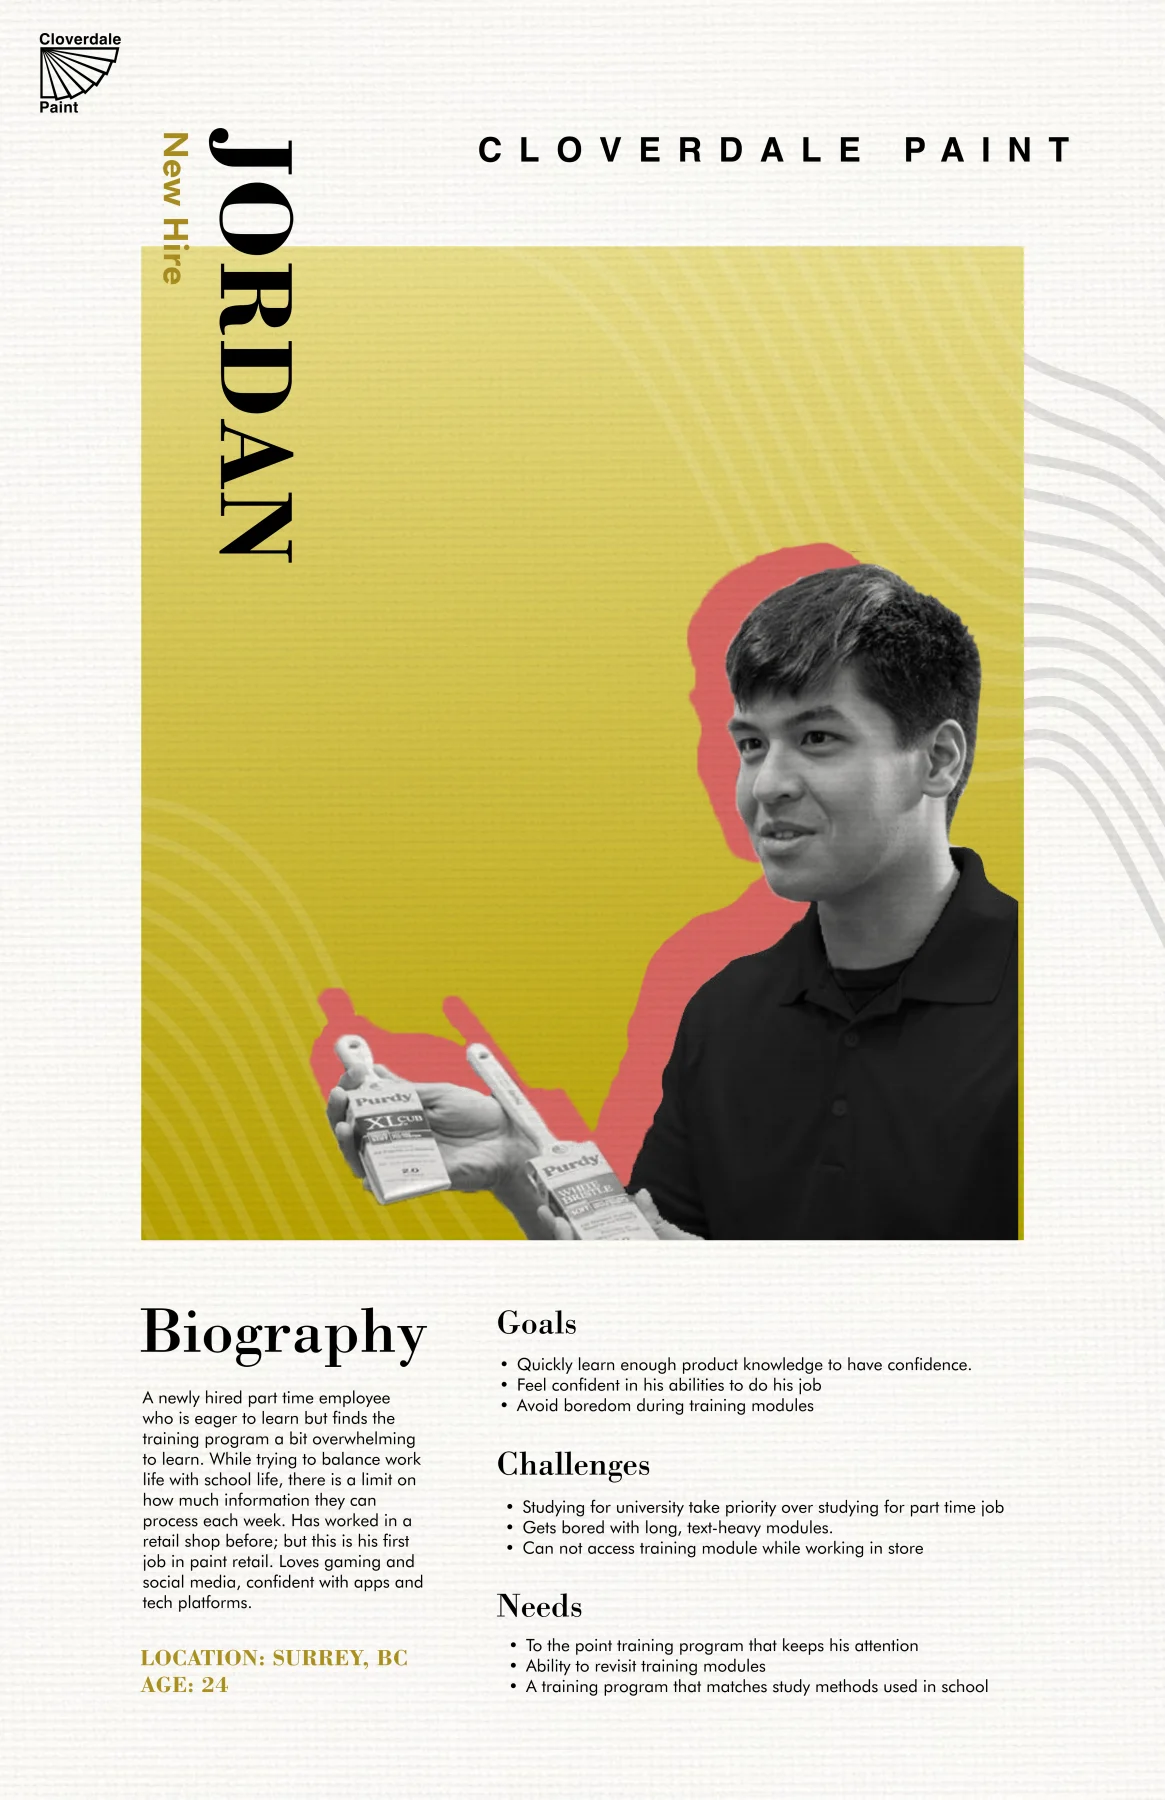 Cloverdale
Paint
CLOVERDALE PAINT
New Hire
JORDAN
Purdy
XL CUB
2.0
Purdy
WHITE
BRISTLE
Biography
A newly hired part time employee
who is eager to learn but finds the
training program a bit overwhelming
to learn. While trying to balance work
life with school life, there is a limit on
how much information they can
process each week. Has worked in a
retail shop before; but this is his first
job in paint retail. Loves gaming and
social media, confident with apps and
tech platforms.
LOCATION: SURREY, BC
AGE: 24
Goals
• Quickly learn enough product knowledge to have confidence.
• Feel confident in his abilities to do his job
• Avoid boredom during training modules
Challenges
• Studying for university take priority over studying for part time job
• Gets bored with long, text-heavy modules.
• Can not access training module while working in store
Needs
• To the point training program that keeps his attention
• Ability to revisit training modules
• A training program that matches study methods used in school